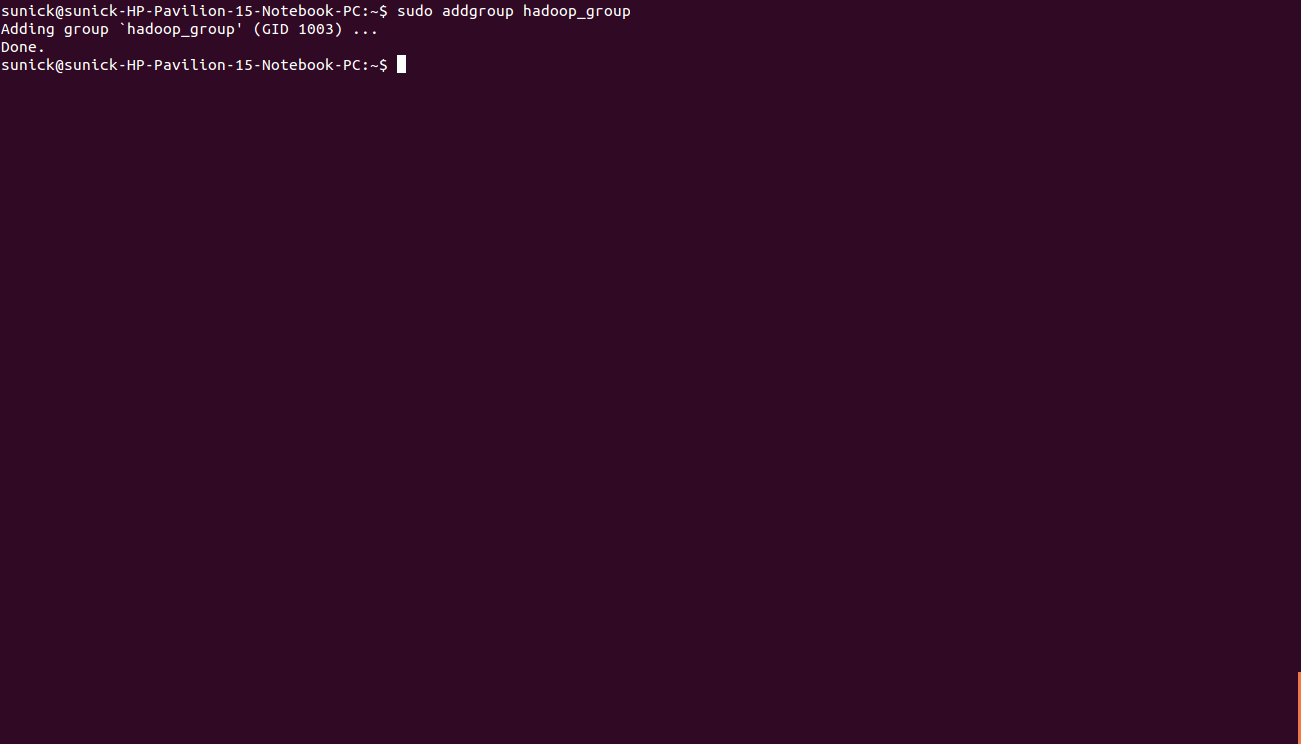 sunick@sunick-HP-Pavilion-15-Notebook-PC:~$ sudo addgroup hadoop_group
Adding group `hadoop_group' (GID 1003) ...
Done.
sunick@sunick-HP-Pavilion-15-Notebook-PC:~$